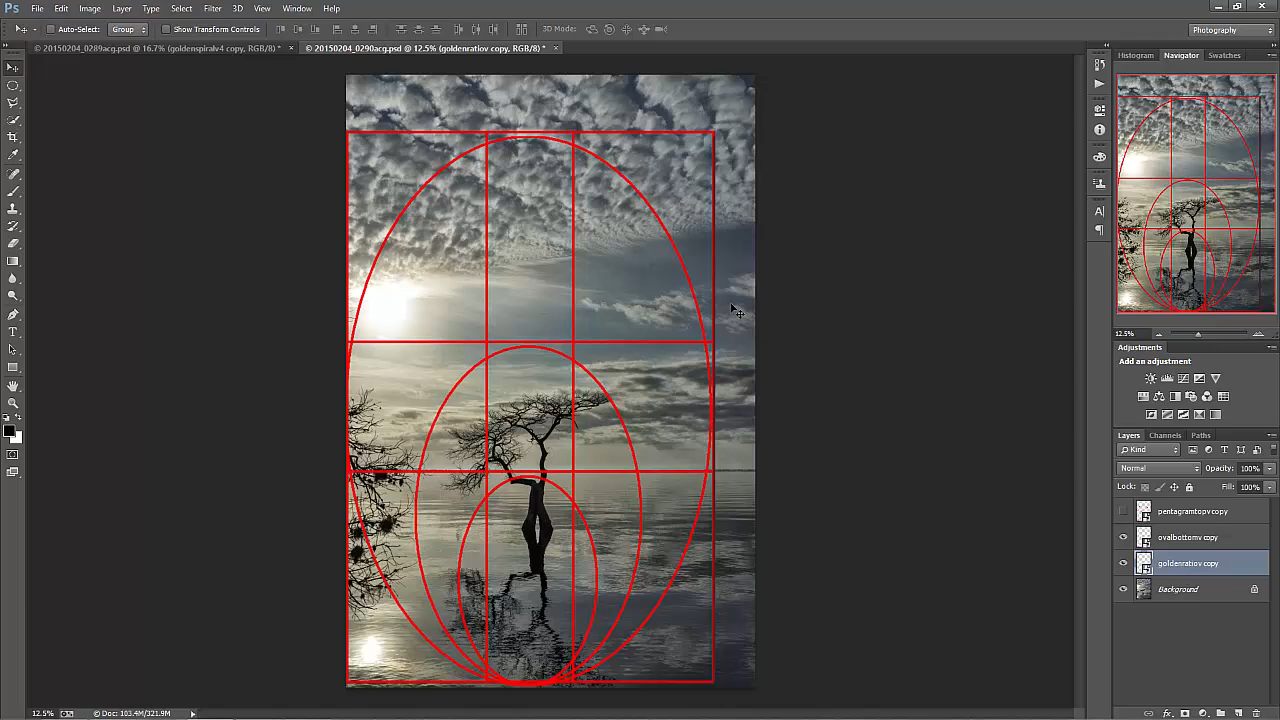 Ps File Edit Image Layer Type Select Filter 3D View Window Help
Auto-Select: Group Show Transform Controls 3D Mode: Photography
© 20150204_0289acg.psd @ 16.7% (goldenspiralv4 copy, RGB/8) * × © 20150204_0290acg.psd @ 12.5% (goldenratiov copy, RGB/8) * ×
Histogram Navigator Swatches
12.5%
Adjustments
Add an adjustment
Layers Channels Paths
Kind
Normal Opacity: 100%
Lock: Fill: 100%
pentagramtopv copy
copy
goldenratiov copy
Background
12.5% © Doc: 103.4M/321.9M